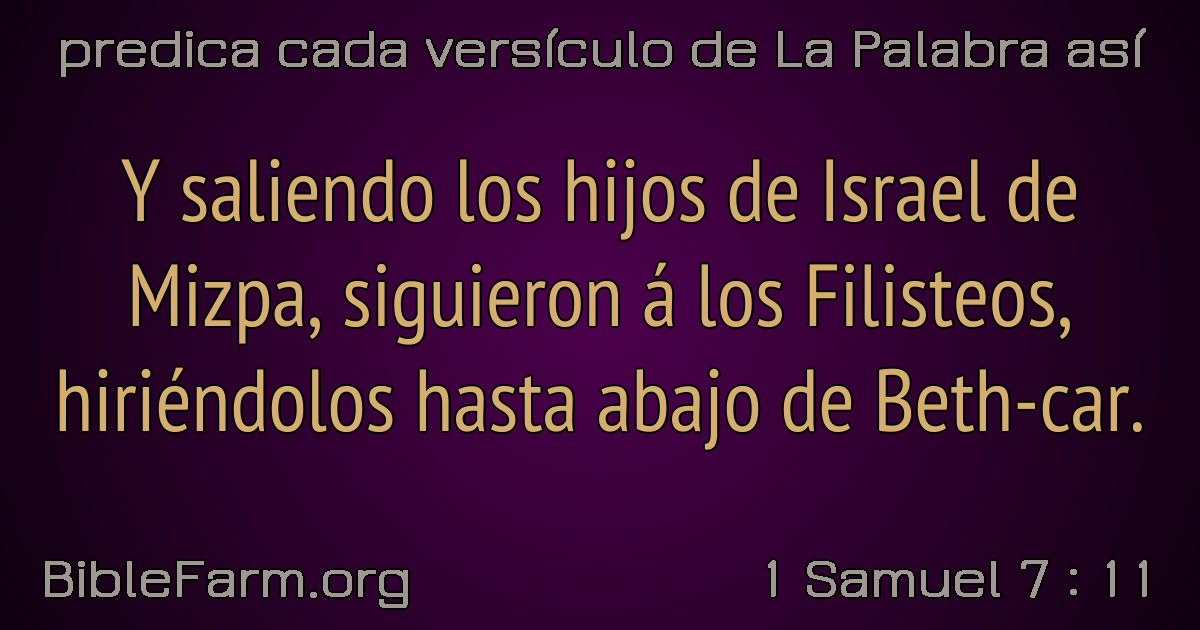 predica cada versículo de La Palabra así
Y saliendo los hijos de Israel de
Mizpa, siguieron á los Filisteos,
hiriéndolos hasta abajo de Beth-car.
BibleFarm.org
1 Samuel 7 : 11